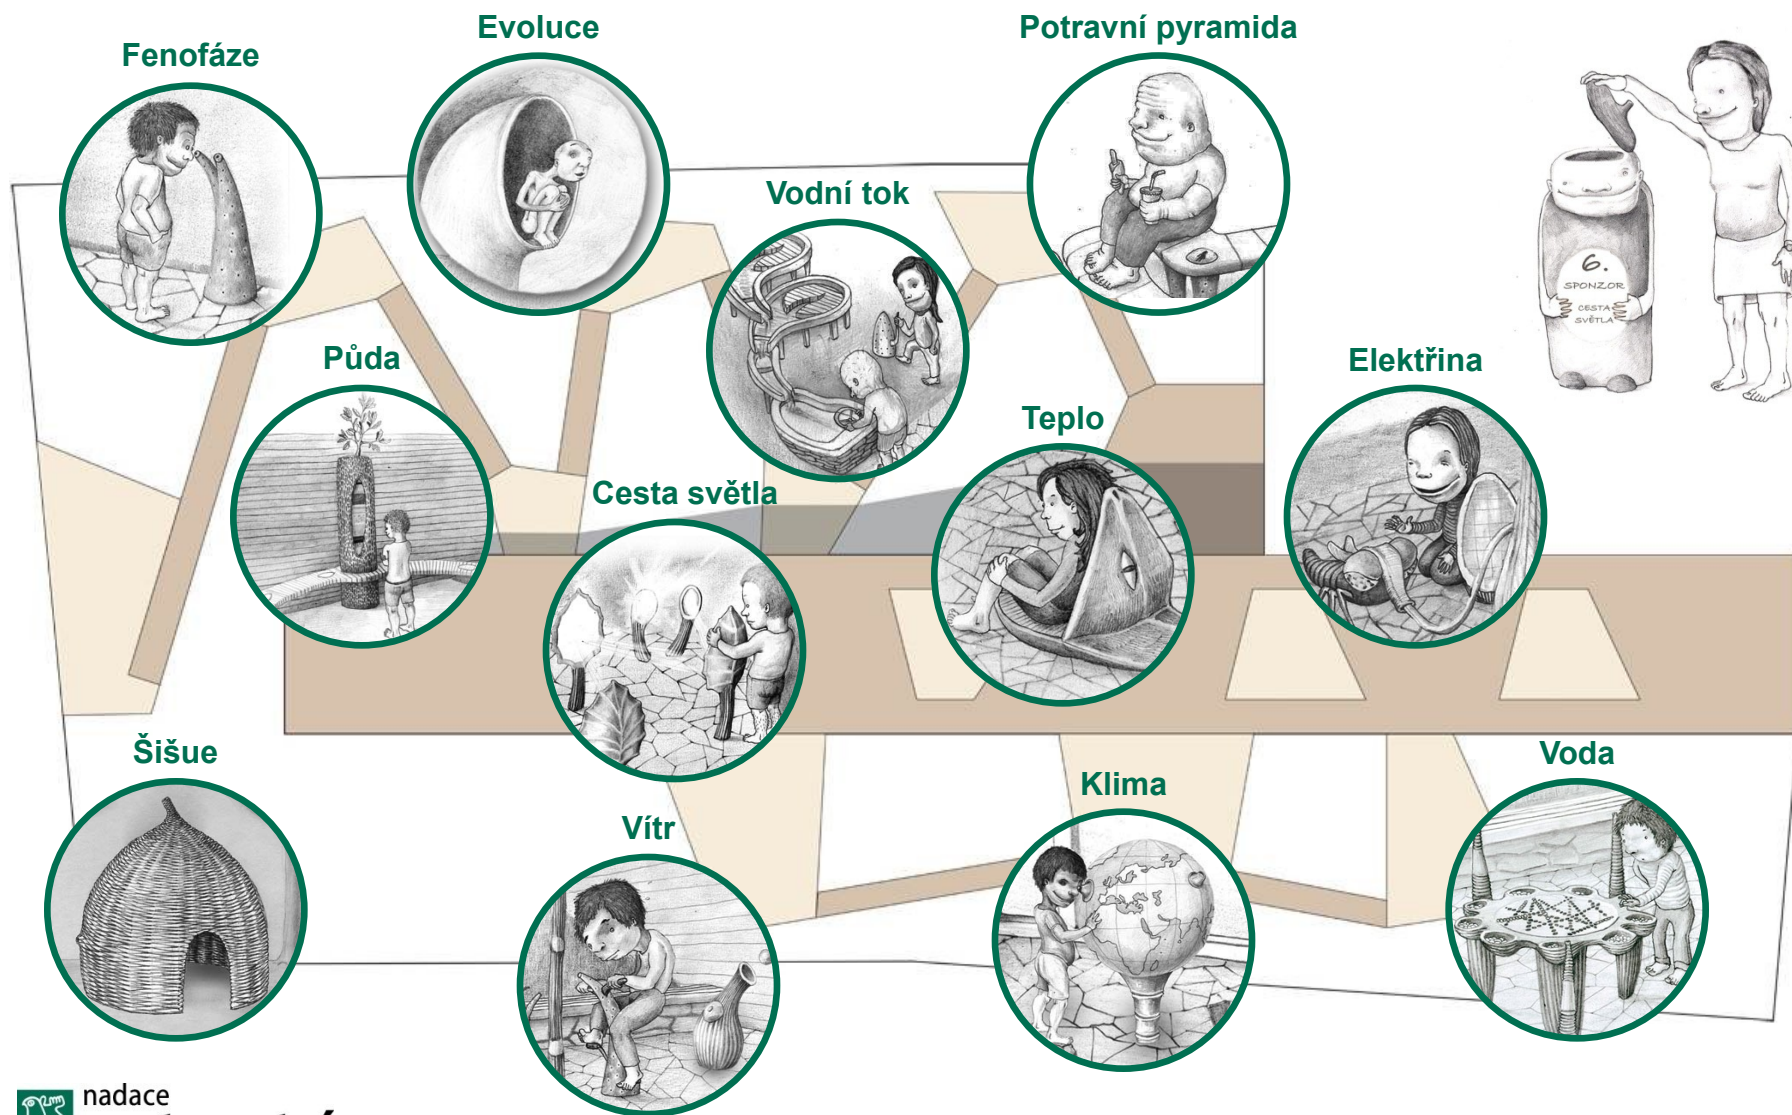 Evoluce
Potravní pyramida
Fenofáze
Vodní tok
6.
SPONZOR
CESTA
SVĚTLA
Půda
Elektřina
Teplo
Cesta světla
Šišue
Voda
Klima
Vítr
nadace